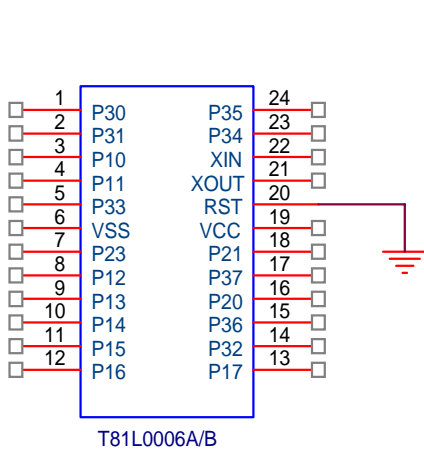 1 P30 P35 24
2 P31 P34 23
3 P10 XIN 22
4 P11 XOUT 21
5 P33 RST 20
6 VSS VCC 19
7 P23 P21 18
8 P12 P37 17
9 P13 P20 16
10 P14 P36 15
11 P15 P32 14
12 P16 P17 13
T81L0006A/B